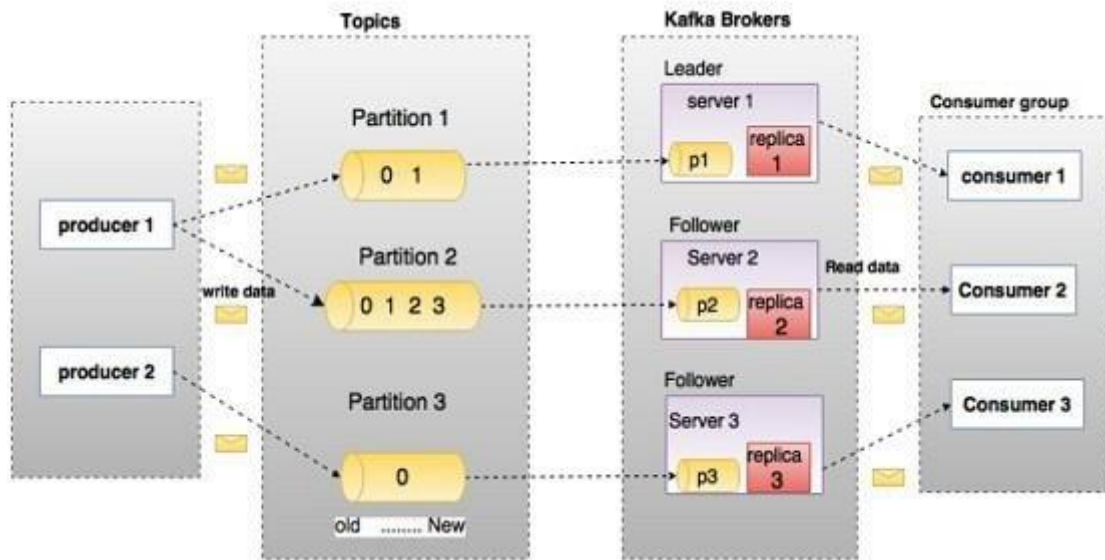 Topics
Kafka Brokers
Leader
server 1
Consumer group
Partition 1
p1
replica
1
0 1
consumer 1
producer 1
Follower
Partition 2
Server 2
Read data
write data
0 1 2 3
p2
replica
2
Consumer 2
producer 2
Follower
Partition 3
Server 3
Consumer 3
0
p3
replica
3
old ........ New